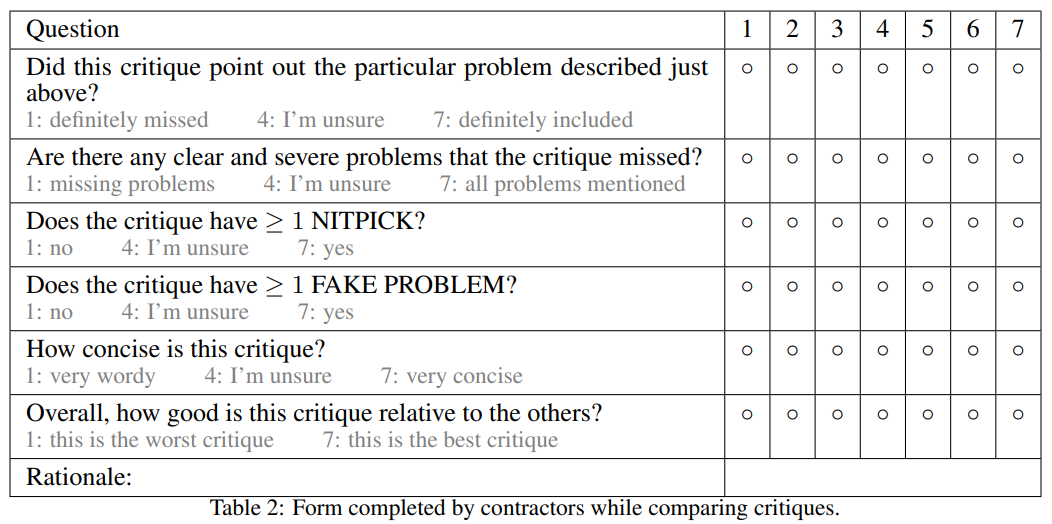 Question 1 2 3 4 5 6 7
Did this critique point out the particular problem described just
above?
1: definitely missed 4: I'm unsure 7: definitely included
Are there any clear and severe problems that the critique missed?
1: missing problems 4: I'm unsure 7: all problems mentioned
Does the critique have ≥ 1 NITPICK?
1: no 4: I'm unsure 7: yes
Does the critique have ≥ 1 FAKE PROBLEM?
1: no 4: I'm unsure 7: yes
How concise is this critique?
1: very wordy 4: I'm unsure 7: very concise
Overall, how good is this critique relative to the others?
1: this is the worst critique 7: this is the best critique
Rationale:
Table 2: Form completed by contractors while comparing critiques.